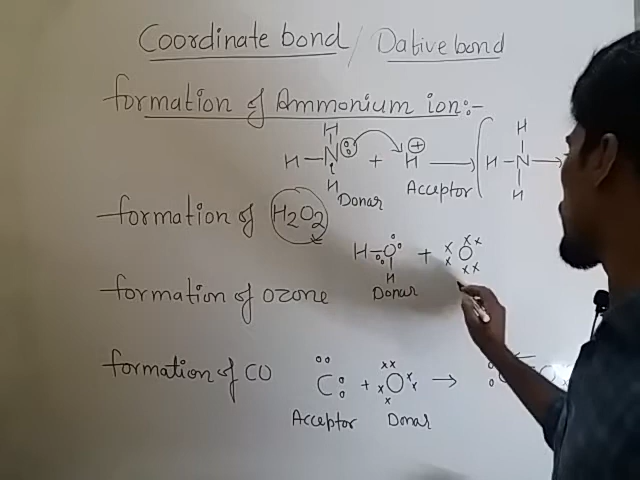 Coordinate bond / Dative bond
formation of Ammonium ion:-
H
H–N + H⊕ → H–N→
H H
H
Donar Acceptor
formation of H2O2
H–O + O
H
Donar
formation of Ozone
formation of CO C + O →
Acceptor Donar